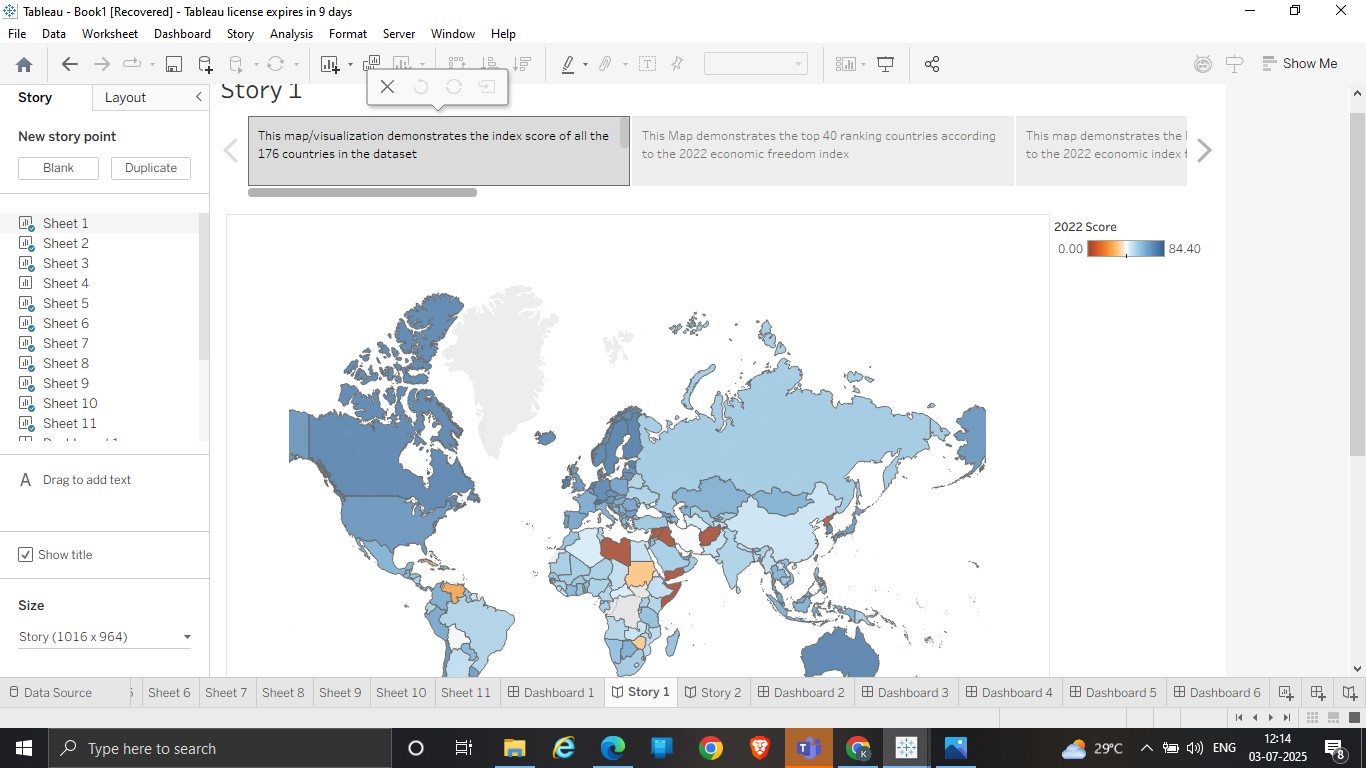 Tableau - Book1 [Recovered] - Tableau license expires in 9 days
File Data Worksheet Dashboard Story Analysis Format Server Window Help
Show Me
Story Layout
New story point
Blank Duplicate
Sheet 1
Sheet 2
Sheet 3
Sheet 4
Sheet 5
Sheet 6
Sheet 7
Sheet 8
Sheet 9
Sheet 10
Sheet 11
A Drag to add text
Show title
Size
Story (1016 x 964)
Story 1
This map/visualization demonstrates the index score of all the
176 countries in the dataset
This Map demonstrates the top 40 ranking countries according
to the 2022 economic freedom index
This map demonstrates the
to the 2022 economic index
2022 Score
0.00 84.40
Data Source Sheet 6 Sheet 7 Sheet 8 Sheet 9 Sheet 10 Sheet 11 Dashboard 1 Story 1 Story 2 Dashboard 2 Dashboard 3 Dashboard 4 Dashboard 5 Dashboard 6
Type here to search
29°C ENG
12:14
03-07-2025
8